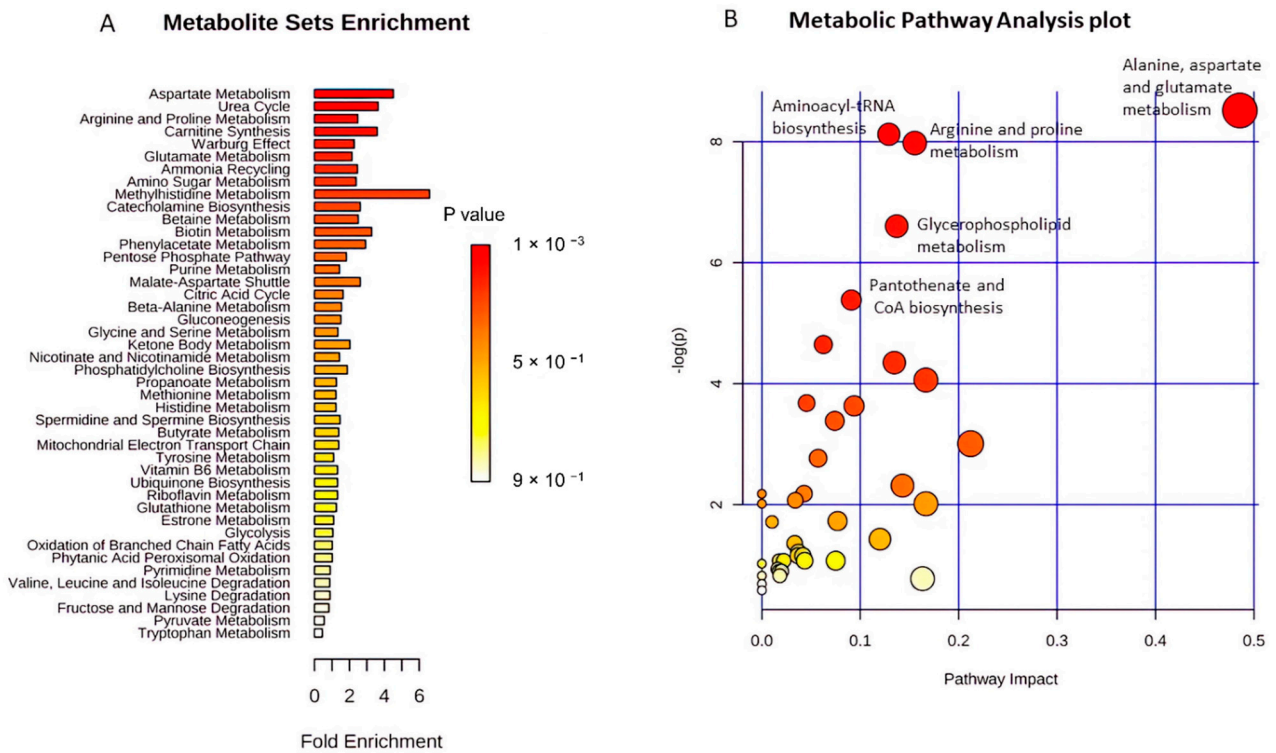 A
Metabolite Sets Enrichment
Aspartate Metabolism
Urea Cycle
Arginine and Proline Metabolism
Carnitine Synthesis
Warburg Effect
Glutamate Metabolism
Ammonia Recycling
Amino Sugar Metabolism
Methylhistidine Metabolism
Catecholamine Biosynthesis
Betaine Metabolism
Biotin Metabolism
Phenylacetate Metabolism
Pentose Phosphate Pathway
Purine Metabolism
Malate-Aspartate Shuttle
Citric Acid Cycle
Beta-Alanine Metabolism
Gluconeogenesis
Glycine and Serine Metabolism
Ketone Body Metabolism
Nicotinate and Nicotinamide Metabolism
Phosphatidylcholine Biosynthesis
Propanoate Metabolism
Methionine Metabolism
Histidine Metabolism
Spermidine and Spermine Biosynthesis
Butyrate Metabolism
Mitochondrial Electron Transport Chain
Tyrosine Metabolism
Vitamin B6 Metabolism
Ubiquinone Biosynthesis
Riboflavin Metabolism
Glutathione Metabolism
Estrone Metabolism
Glycolysis
Oxidation of Branched Chain Fatty Acids
Phytanic Acid Peroxisomal Oxidation
Pyrimidine Metabolism
Valine, Leucine and Isoleucine Degradation
Lysine Degradation
Fructose and Mannose Degradation
Pyruvate Metabolism
Tryptophan Metabolism
0 2 4 6
Fold Enrichment
P value
1 × 10⁻³
5 × 10⁻¹
9 × 10⁻¹
B
Metabolic Pathway Analysis plot
Alanine, aspartate
and glutamate
metabolism
Aminoacyl-tRNA
biosynthesis
Arginine and proline
metabolism
Glycerophospholipid
metabolism
Pantothenate and
CoA biosynthesis
-log(p)
8
6
4
2
0.0 0.1 0.2 0.3 0.4 0.5
Pathway Impact